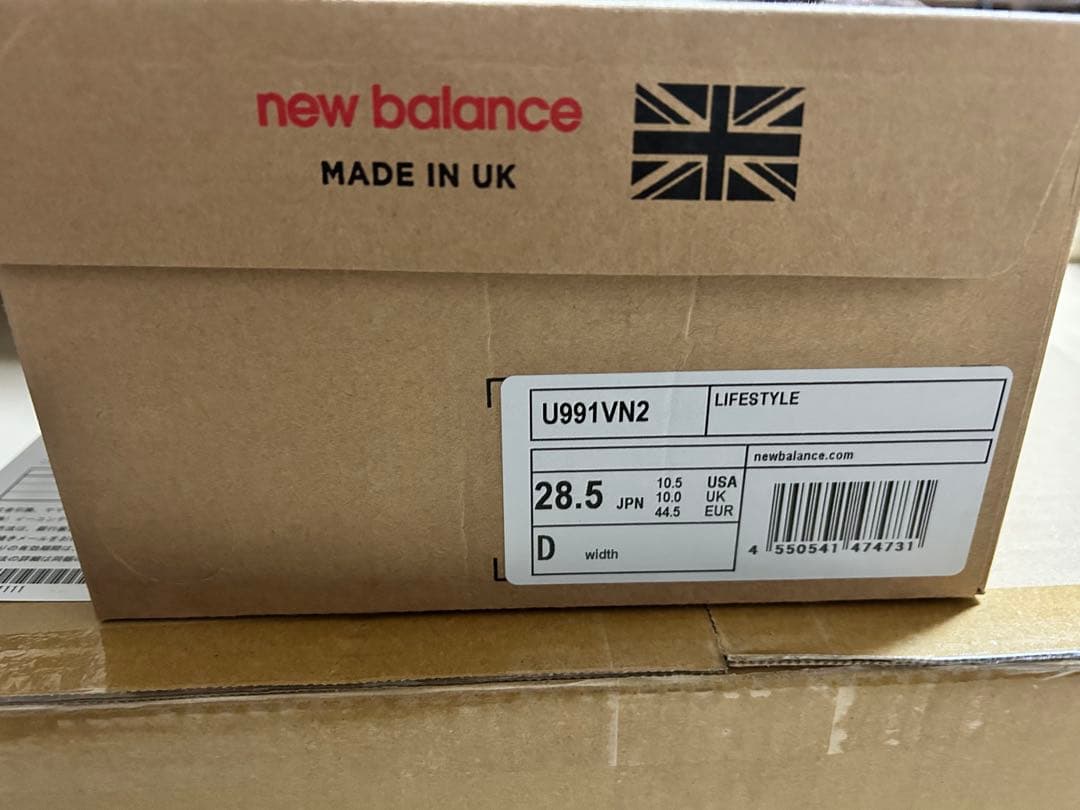 new balance
MADE IN UK
U991VN2
LIFESTYLE
newbalance.com
28.5 JPN
10.5 USA
10.0 UK
44.5 EUR
D width
4 550541 474731